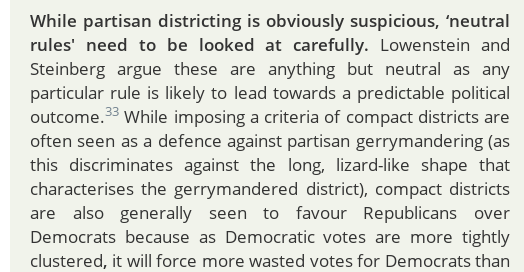 While partisan districting is obviously suspicious, ‘neutral
rules' need to be looked at carefully. Lowenstein and
Steinberg argue these are anything but neutral as any
particular rule is likely to lead towards a predictable political
outcome.33 While imposing a criteria of compact districts are
often seen as a defence against partisan gerrymandering (as
this discriminates against the long, lizard-like shape that
characterises the gerrymandered district), compact districts
are also generally seen to favour Republicans over
Democrats because as Democratic votes are more tightly
clustered, it will force more wasted votes for Democrats than